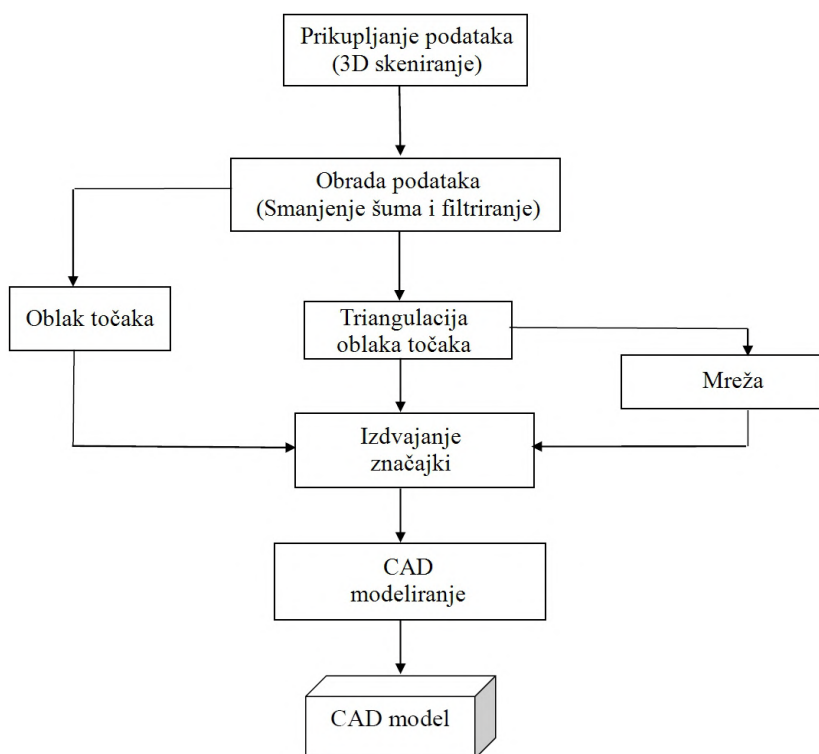 Prikupljanje podataka
(3D skeniranje)
Obrada podataka
(Smanjenje šuma i filtriranje)
Oblak točaka
Triangulacija
oblaka točaka
Mreža
Izdvajanje
značajki
CAD
modeliranje
CAD model